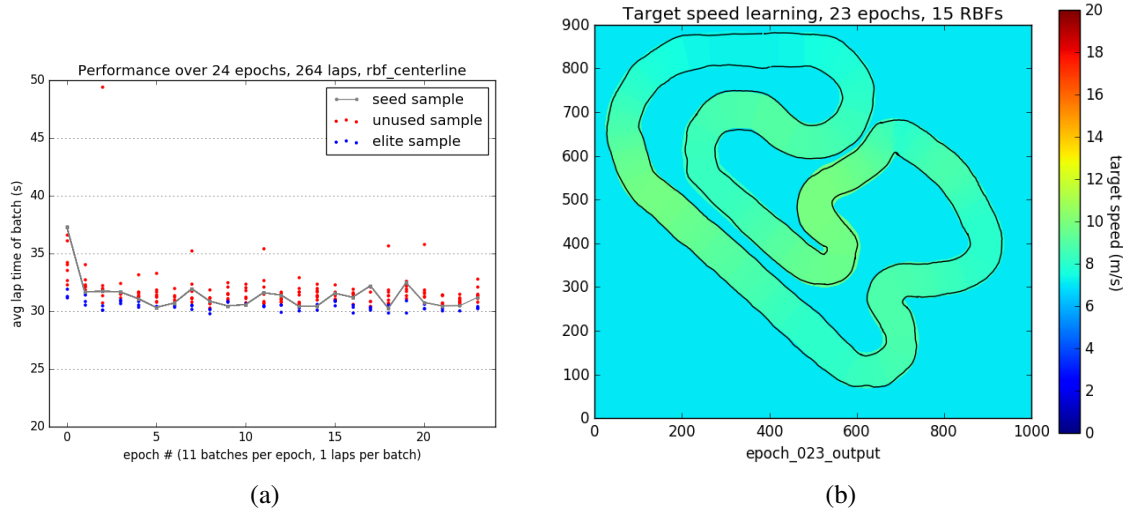 Performance over 24 epochs, 264 laps, rbf_centerline
50
45
40
35
30
25
20
avg lap time of batch (s)
seed sample
unused sample
elite sample
0 5 10 15 20
epoch # (11 batches per epoch, 1 laps per batch)
(a)
Target speed learning, 23 epochs, 15 RBFs
900
800
700
600
500
400
300
200
100
0
0 200 400 600 800 1000
epoch_023_output
20
18
16
14
12
10
8
6
4
2
0
target speed (m/s)
(b)